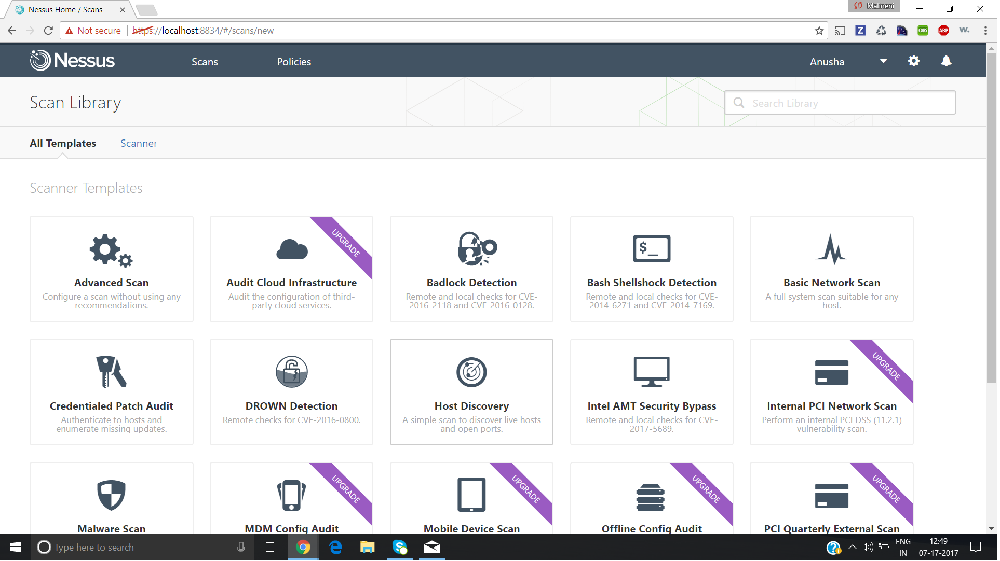 Nessus Home / Scans
Malineni
Not secure https://localhost:8834/#/scans/new
Z CORS ABP w.
Nessus Scans Policies Anusha
Scan Library
Search Library
All Templates Scanner
Scanner Templates
Advanced Scan
Configure a scan without using any
recommendations.
UPGRADE
Audit Cloud Infrastructure
Audit the configuration of third-
party cloud services.
Badlock Detection
Remote and local checks for CVE-
2016-2118 and CVE-2016-0128.
$_
Bash Shellshock Detection
Remote and local checks for CVE-
2014-6271 and CVE-2014-7169.
Basic Network Scan
A full system scan suitable for any
host.
Credentialed Patch Audit
Authenticate to hosts and
enumerate missing updates.
DROWN Detection
Remote checks for CVE-2016-0800.
Host Discovery
A simple scan to discover live hosts
and open ports.
Intel AMT Security Bypass
Remote and local checks for CVE-
2017-5689.
UPGRADE
Internal PCI Network Scan
Perform an internal PCI DSS (11.2.1)
vulnerability scan.
Malware Scan
UPGRADE
MDM Config Audit
UPGRADE
Mobile Device Scan
UPGRADE
Offline Config Audit
UPGRADE
PCI Quarterly External Scan
Type here to search
ENG
IN
12:49
07-17-2017